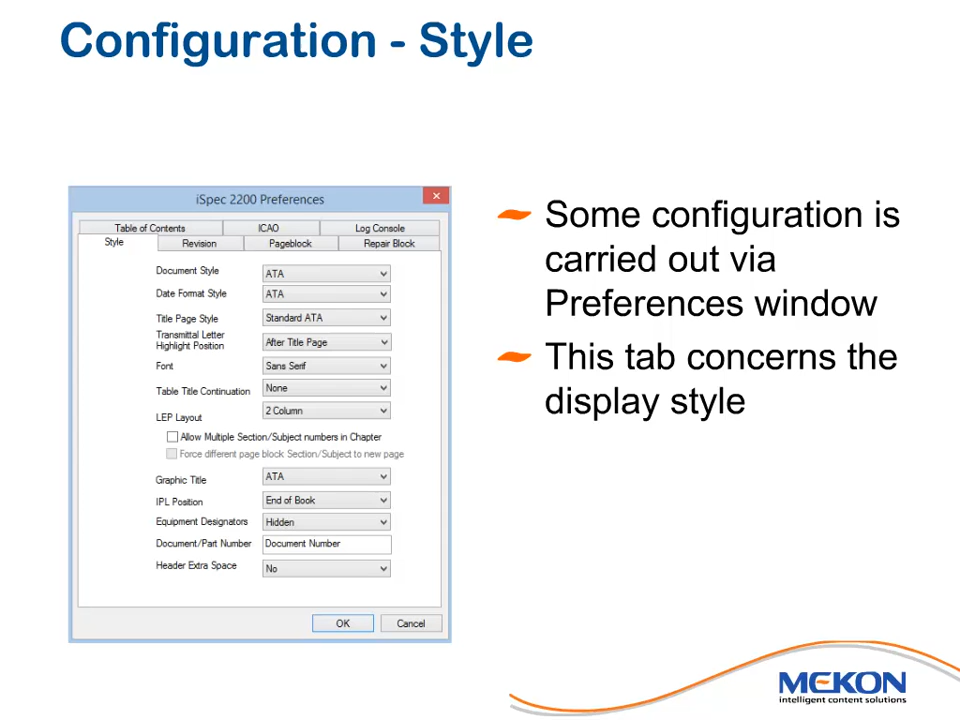 Configuration - Style
iSpec 2200 Preferences
Table of Contents ICAO Log Console
Style Revision Pageblock Repair Block
Document Style ATA
Date Format Style ATA
Title Page Style Standard ATA
Transmittal Letter
Highlight Position After Title Page
Font Sans Serif
Table Title Continuation None
LEP Layout 2 Column
Allow Multiple Section/Subject numbers in Chapter
Force different page block Section/Subject to new page
Graphic Title ATA
IPL Position End of Book
Equipment Designators Hidden
Document/Part Number Document Number
Header Extra Space No
OK Cancel
Some configuration is
carried out via
Preferences window
This tab concerns the
display style
MEKON
intelligent content solutions